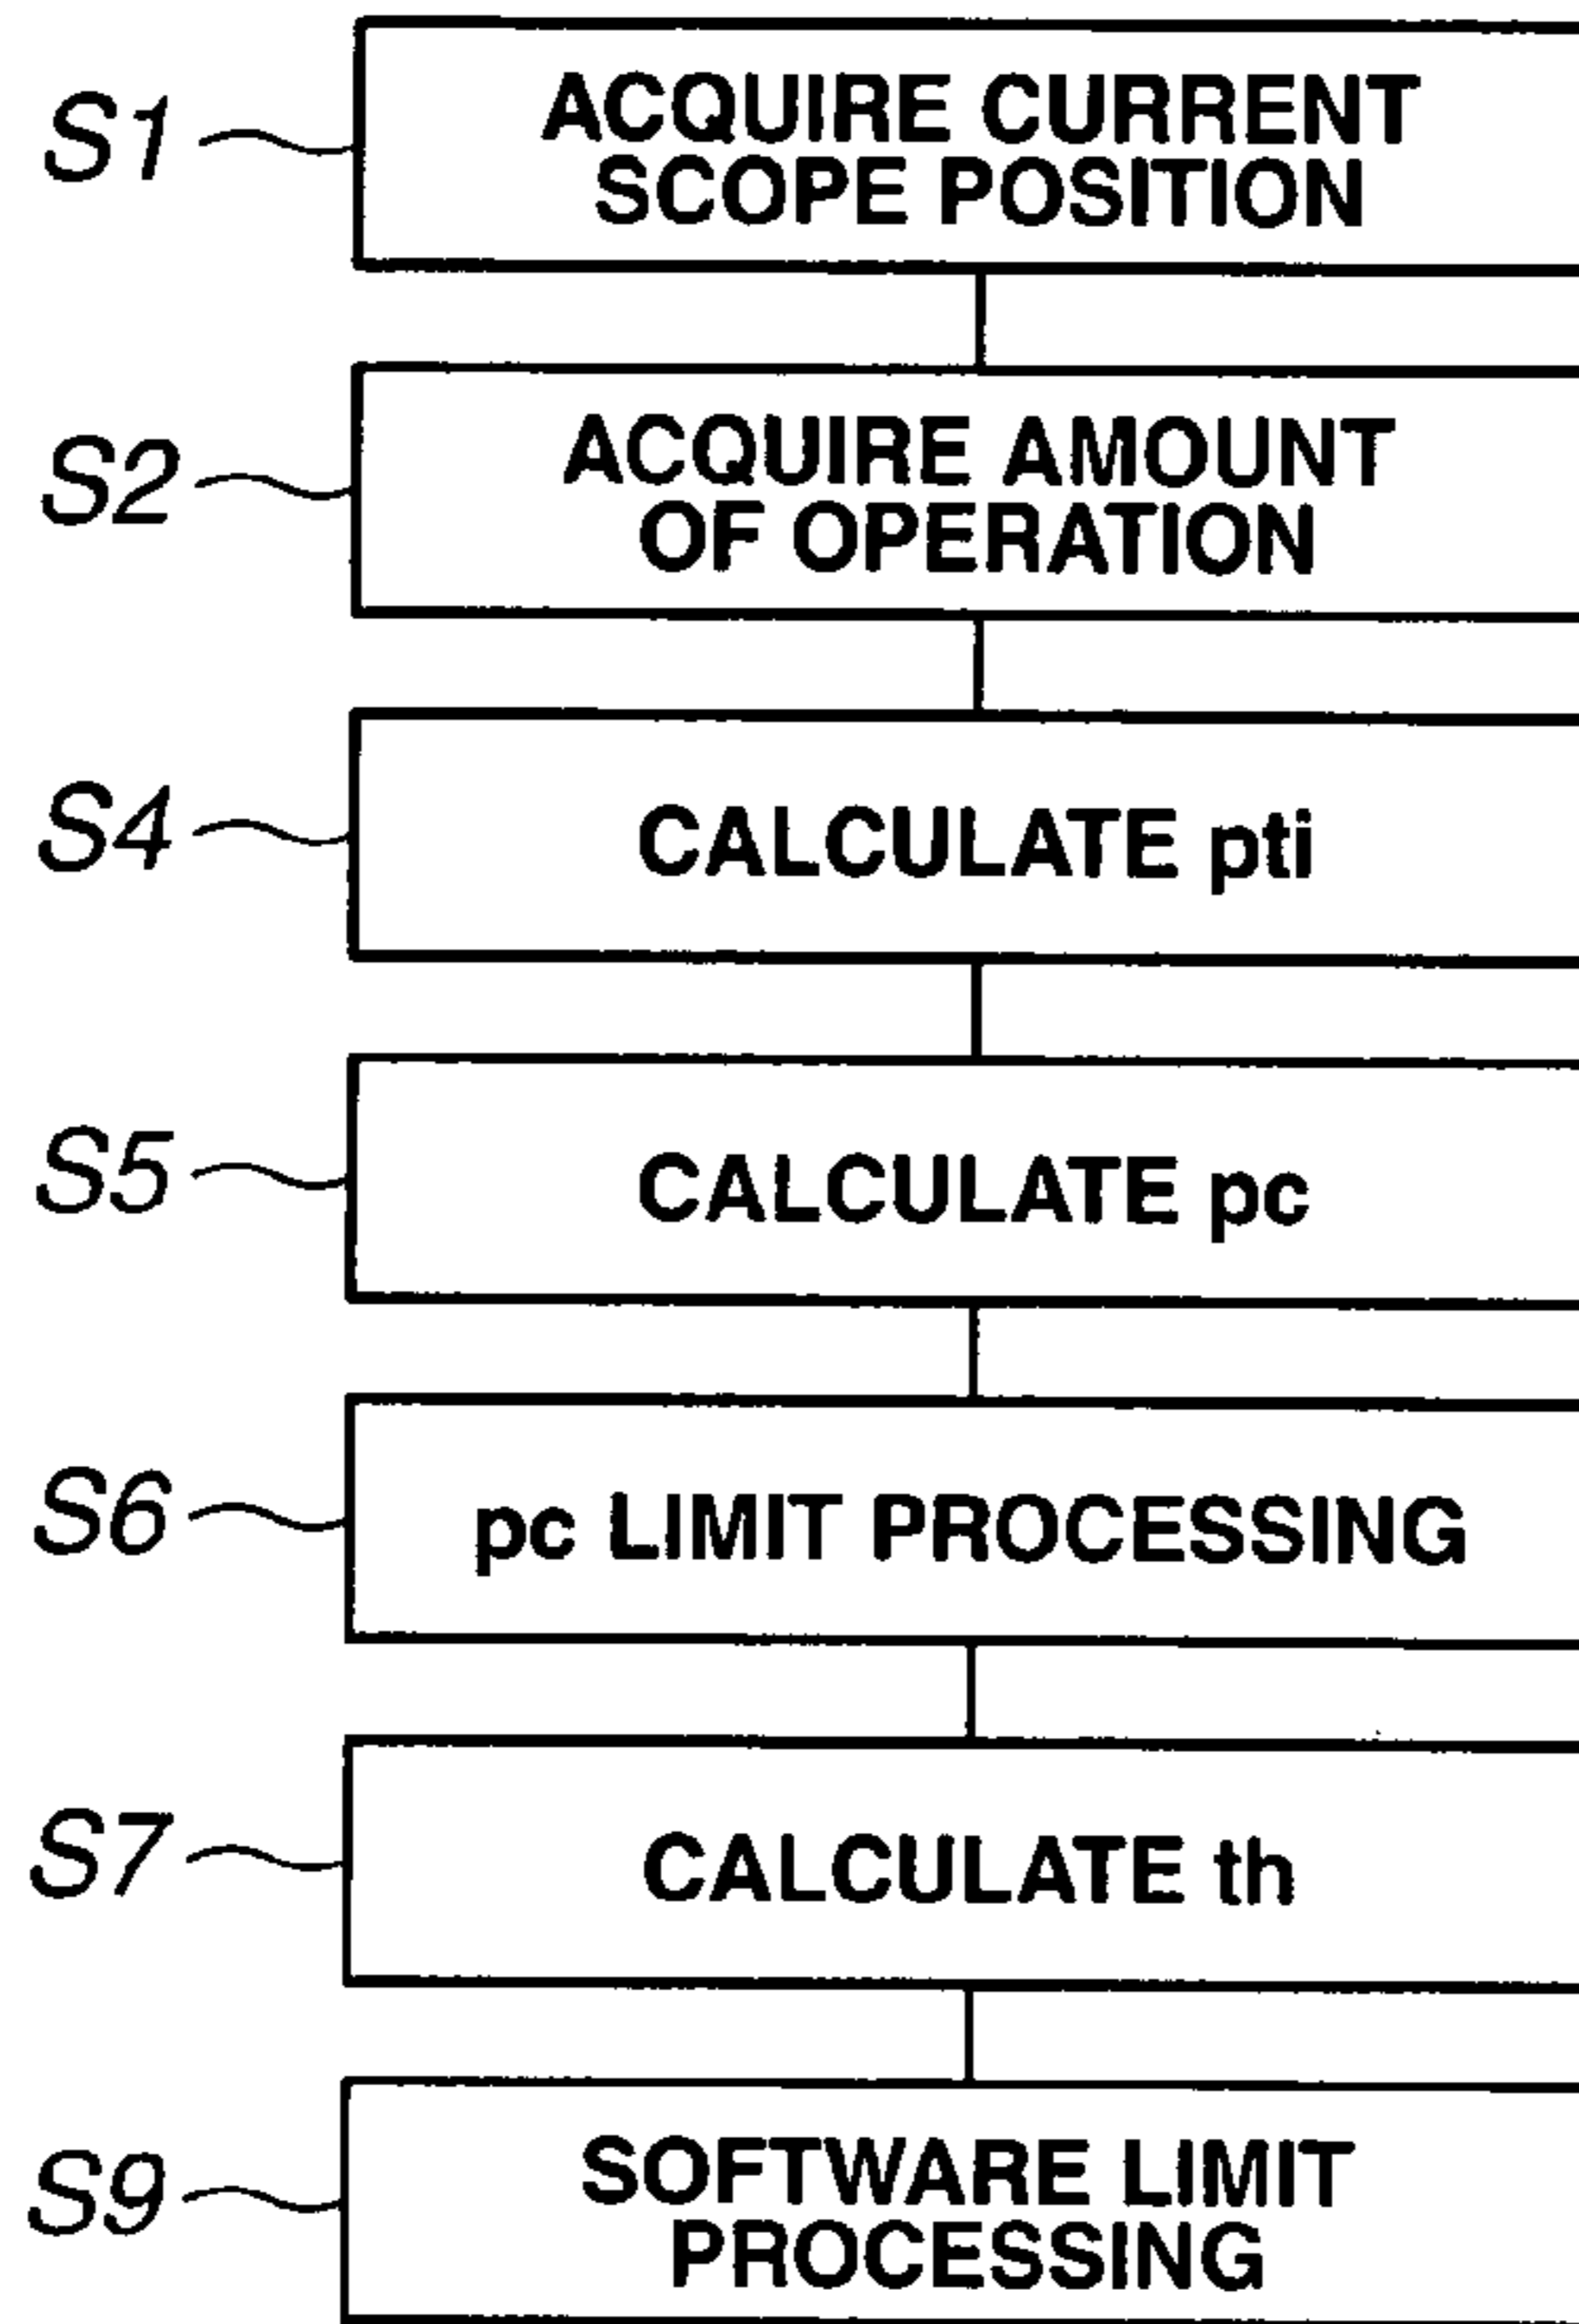 S1
ACQUIRE CURRENT
SCOPE POSITION
S2
ACQUIRE AMOUNT
OF OPERATION
S4
CALCULATE pti
S5
CALCULATE pc
S6
pc LIMIT PROCESSING
S7
CALCULATE th
S9
SOFTWARE LIMIT
PROCESSING